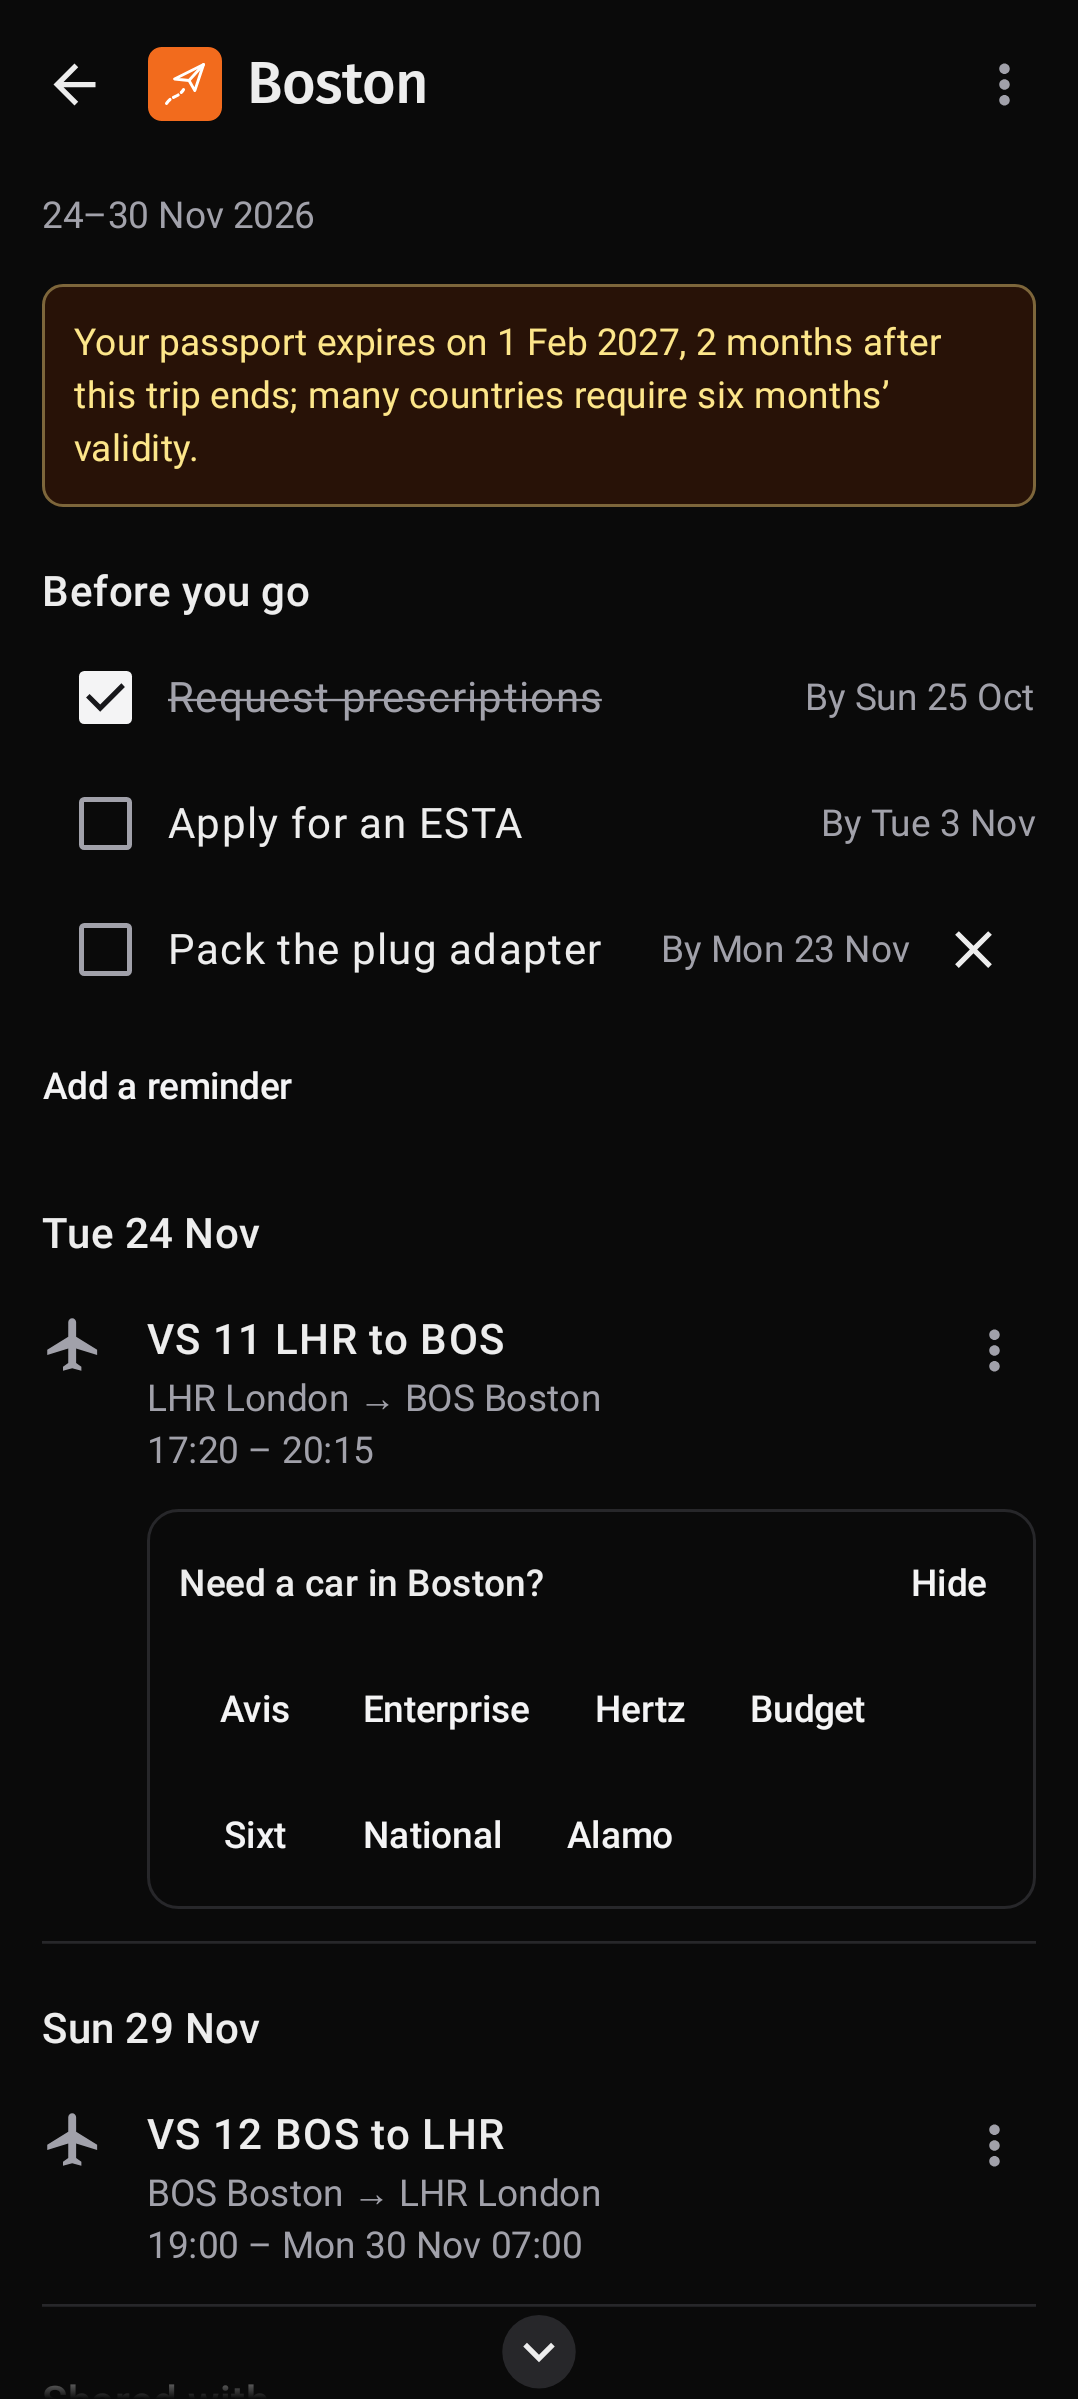 Boston
24–30 Nov 2026
Your passport expires on 1 Feb 2027, 2 months after
this trip ends; many countries require six months’
validity.
Before you go
Request prescriptions By Sun 25 Oct
Apply for an ESTA By Tue 3 Nov
Pack the plug adapter By Mon 23 Nov
Add a reminder
Tue 24 Nov
VS 11 LHR to BOS
LHR London → BOS Boston
17:20 – 20:15
Need a car in Boston? Hide
Avis Enterprise Hertz Budget
Sixt National Alamo
Sun 29 Nov
VS 12 BOS to LHR
BOS Boston → LHR London
19:00 – Mon 30 Nov 07:00
Shared with